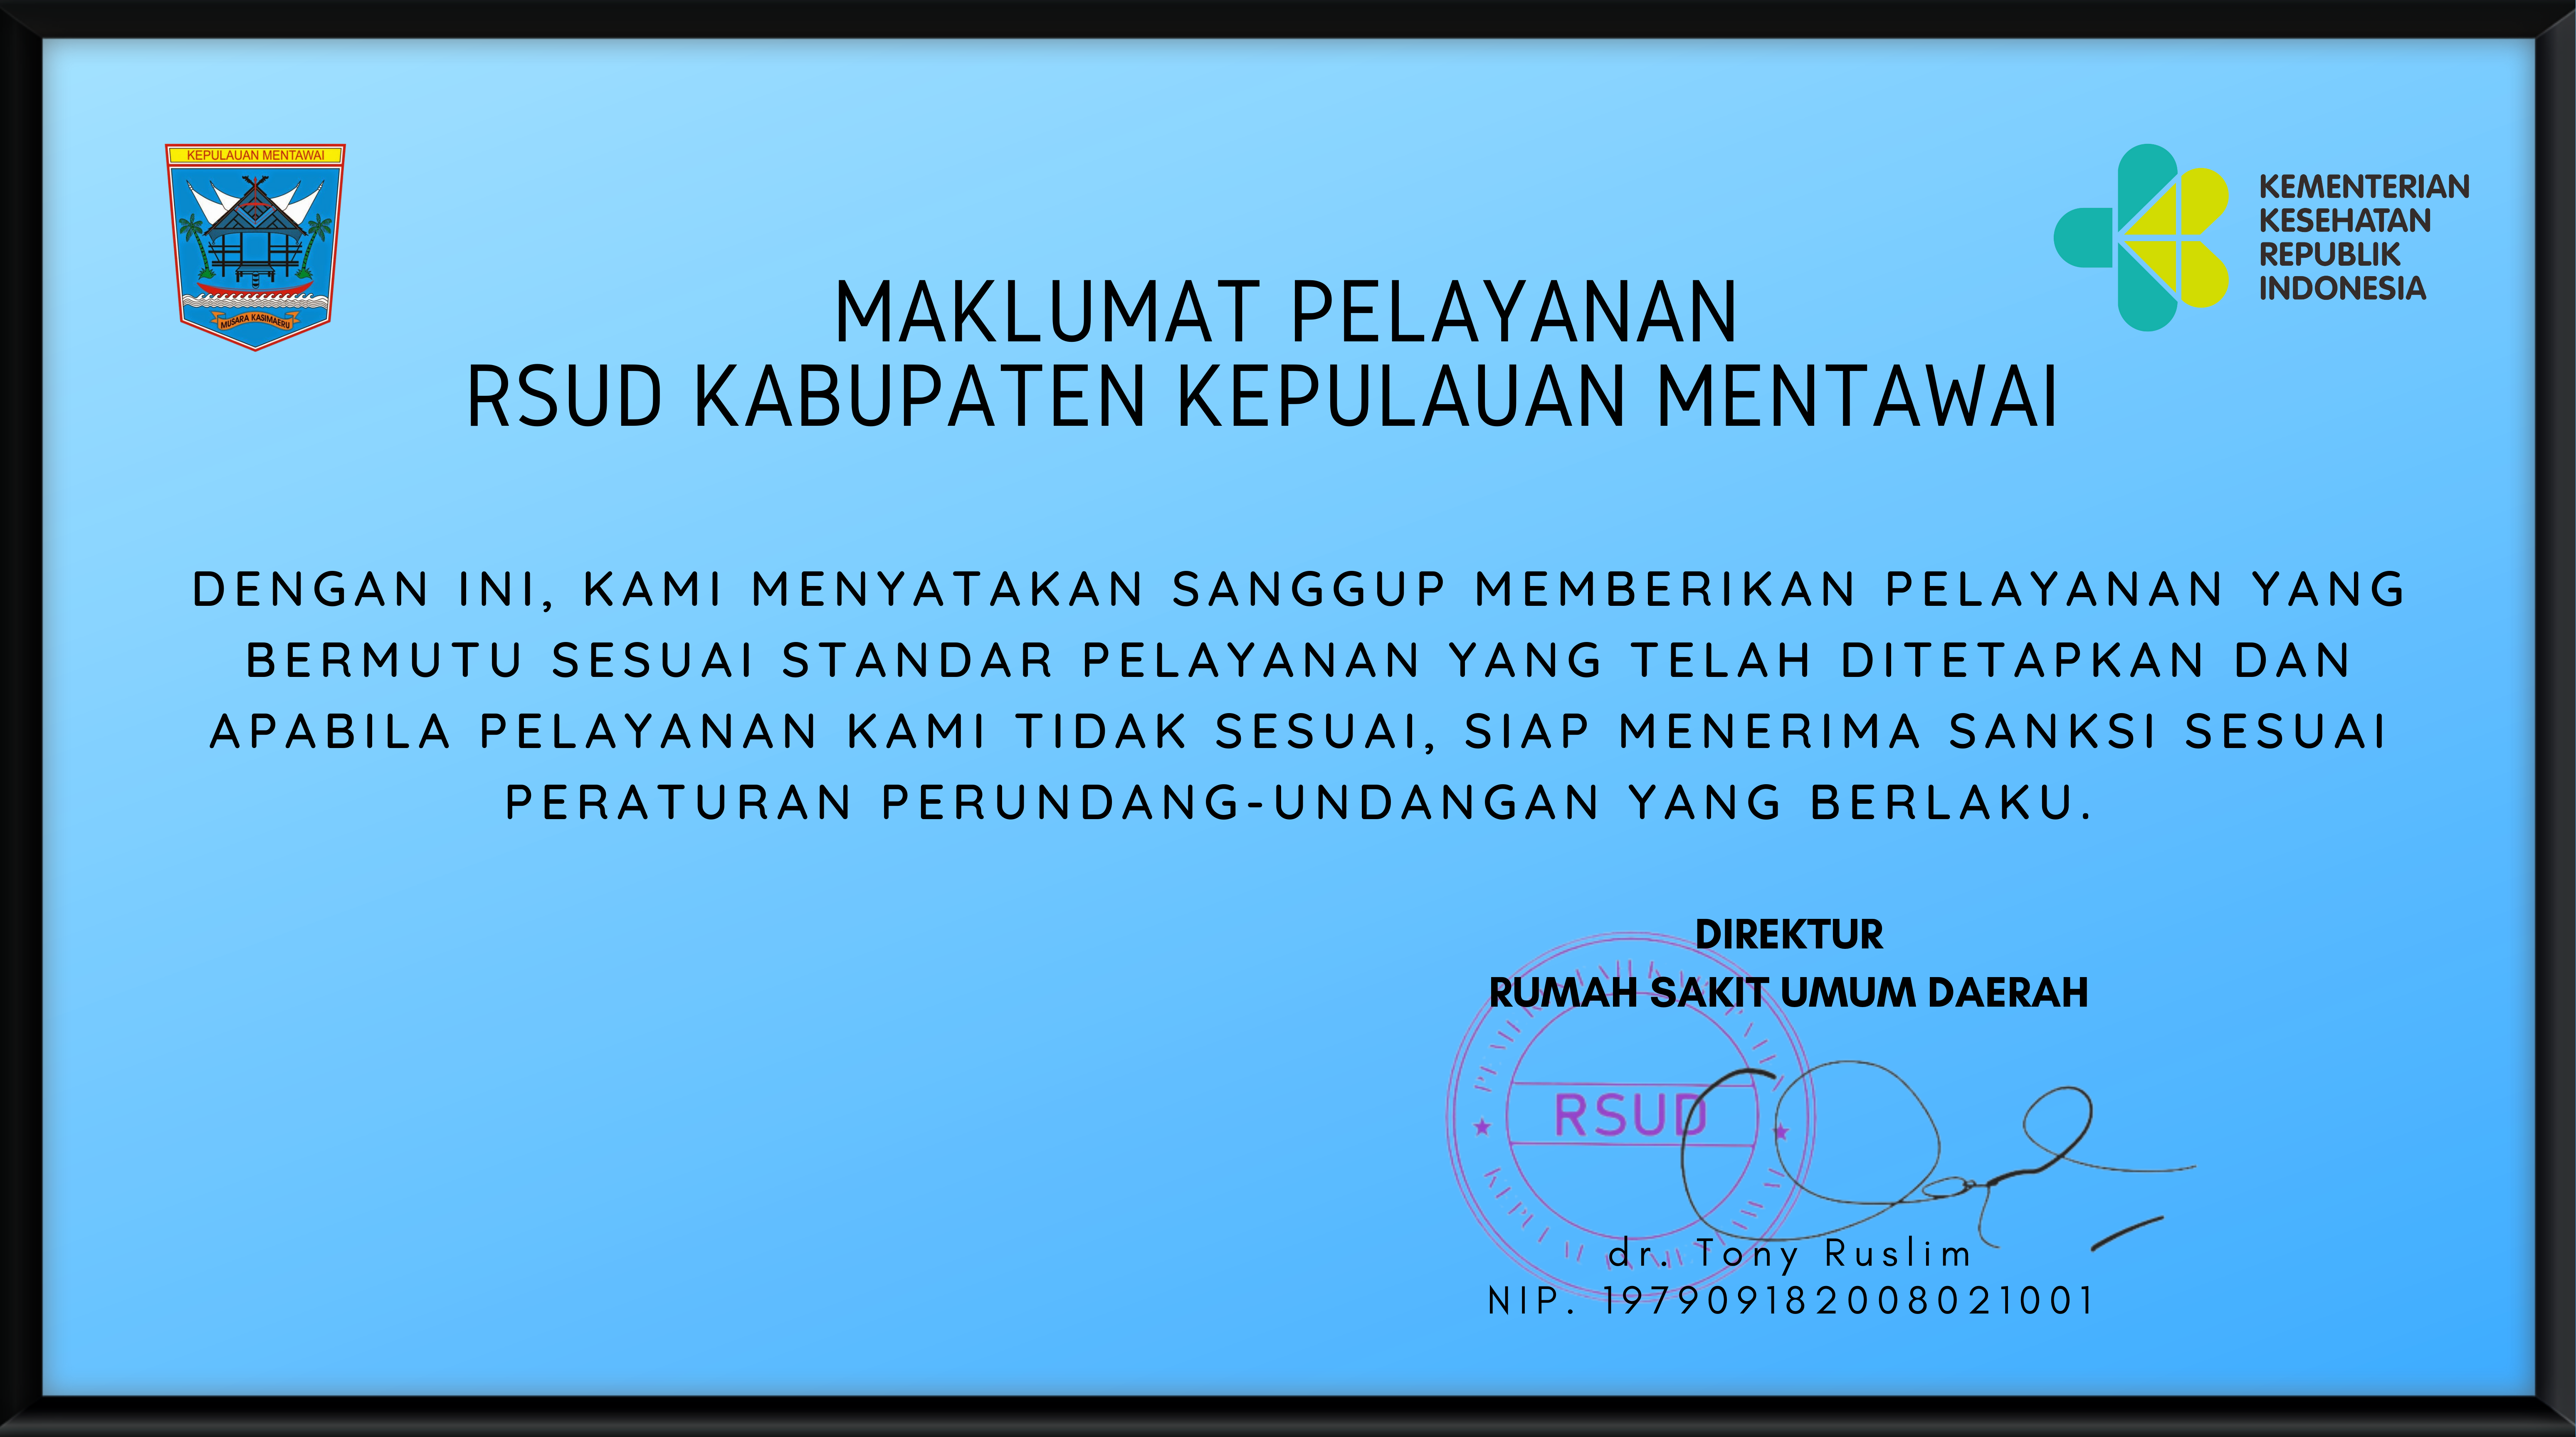 KEPULAUAN MENTAWAI
MUSARA KASIMAERU
KEMENTERIAN
KESEHATAN
REPUBLIK
INDONESIA
MAKLUMAT PELAYANAN
RSUD KABUPATEN KEPULAUAN MENTAWAI
DENGAN INI, KAMI MENYATAKAN SANGGUP MEMBERIKAN PELAYANAN YANG
BERMUTU SESUAI STANDAR PELAYANAN YANG TELAH DITETAPKAN DAN
APABILA PELAYANAN KAMI TIDAK SESUAI, SIAP MENERIMA SANKSI SESUAI
PERATURAN PERUNDANG-UNDANGAN YANG BERLAKU.
DIREKTUR
RUMAH SAKIT UMUM DAERAH
RSUD
dr. Tony Ruslim
NIP. 197909182008021001